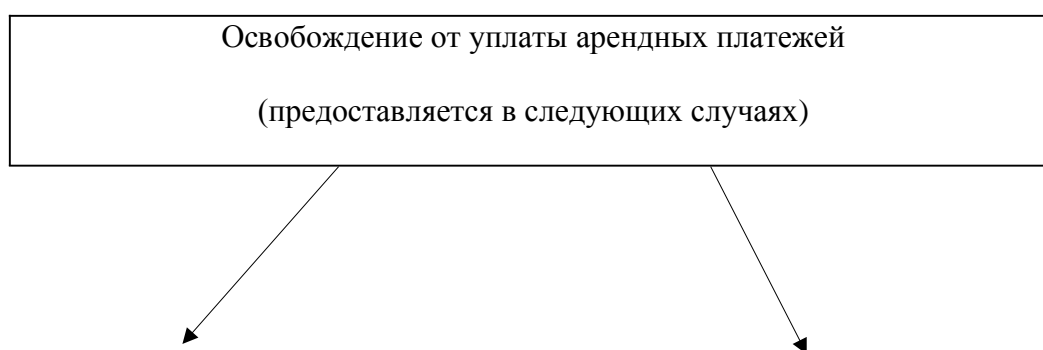 Освобождение от уплаты арендных платежей
(предоставляется в следующих случаях)